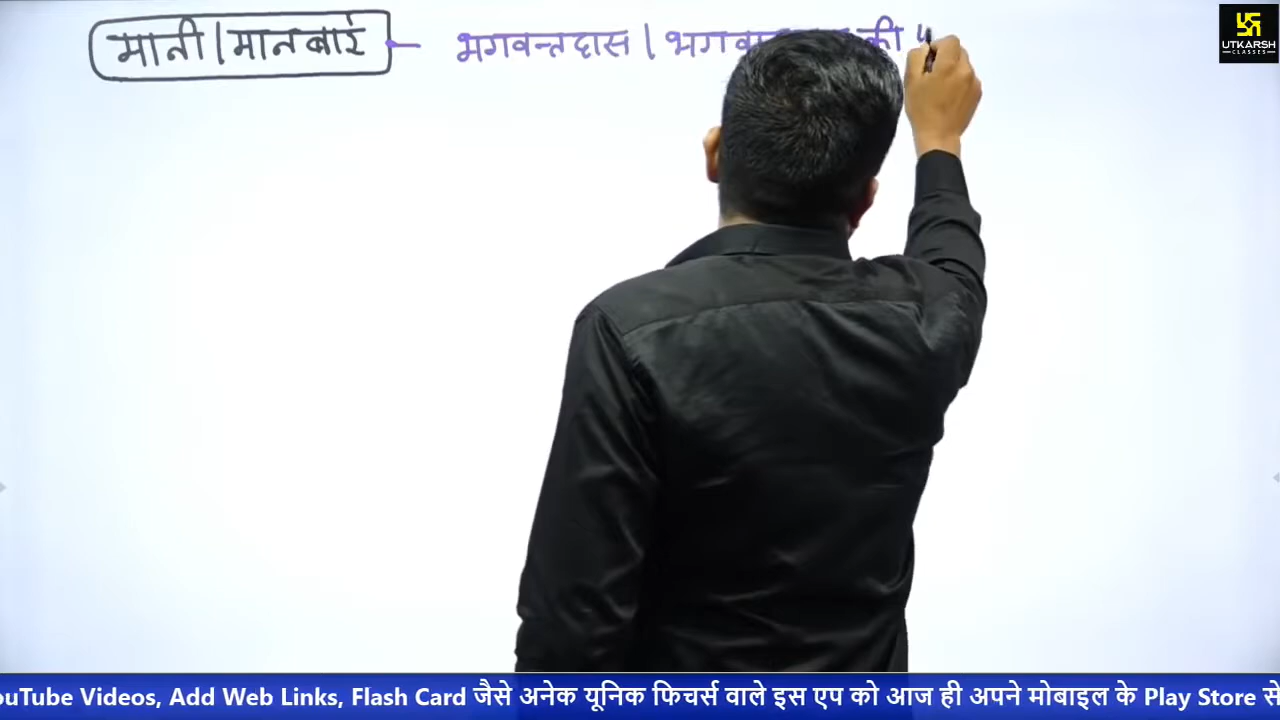 मानी | मानबाई - भगवन्तदास | की
UTKARSH
CLASSES
ouTube Videos, Add Web Links, Flash Card जैसे अनेक यूनिक फिचर्स वाले इस एप को आज ही अपने मोबाइल के Play Store से